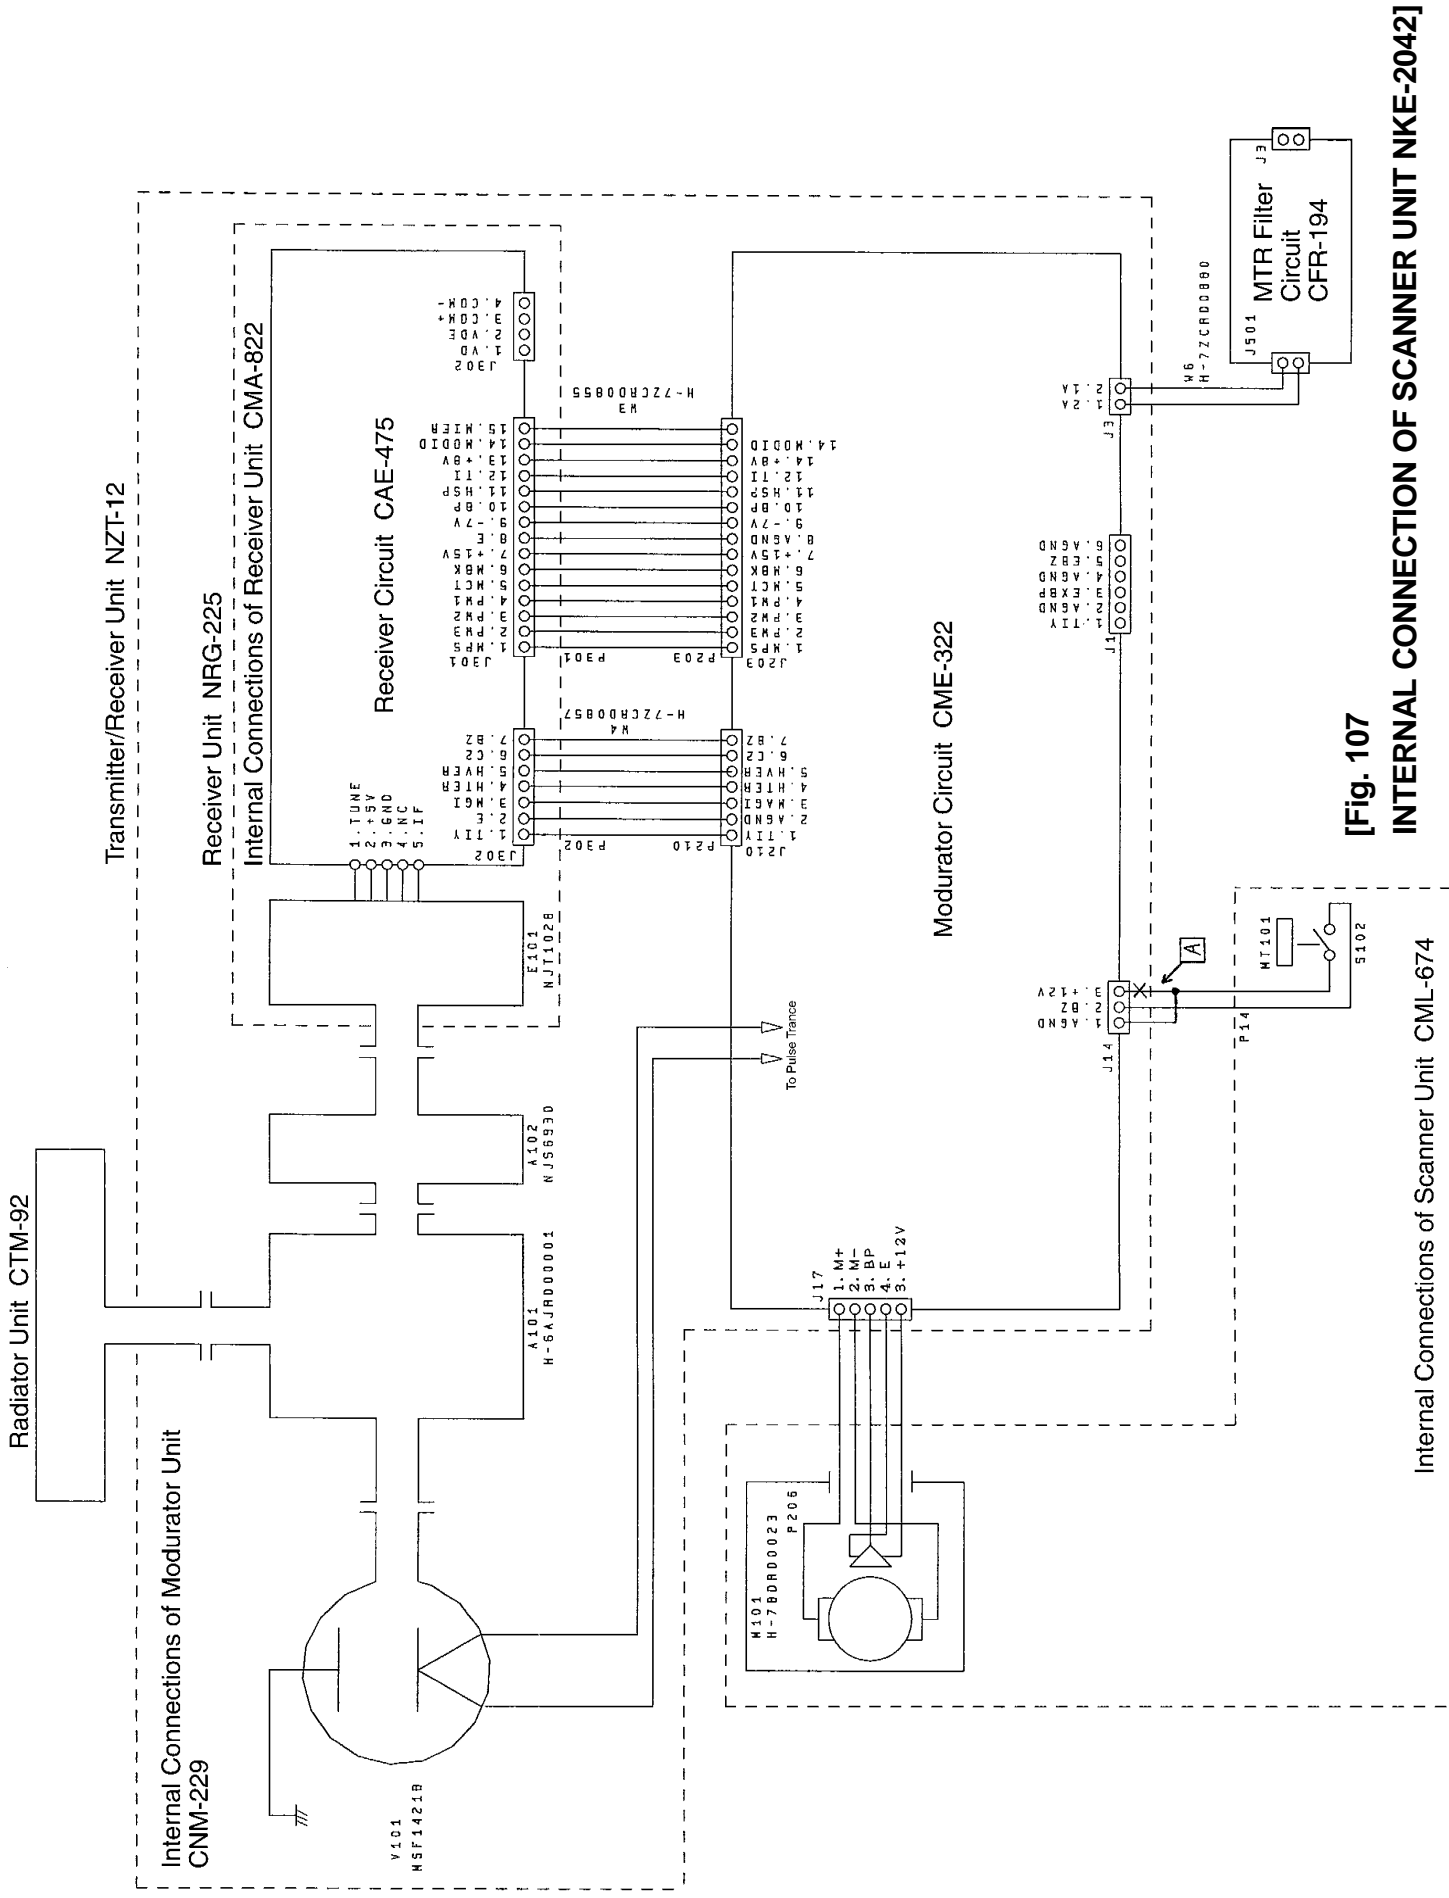 Radiator Unit CTM-92
Transmitter/Receiver Unit NZT-12
Internal Connections of Modurator Unit
CNM-229
Receiver Unit NRG-225
Internal Connections of Receiver Unit CMA-822
Receiver Circuit CAE-475
V101
MSF1421B
A101
H-6AJRD00001
A102
NJS6930
E101
NJT1028
1.TUNE
2.+5V
3.GND
4.NC
5.IF
J302
1.TIY
2.E
3.MGI
4.HTER
5.HVER
6.C2
7.BZ
P302
W4
H-7ZCRD0857
P210
J210
1.TIY
2.AGND
3.MAGI
4.HTER
5.HVER
6.C2
7.BZ
J301
1.MPS
2.PW3
3.PW2
4.PW1
5.MCT
6.MBK
7.+15V
8.E
9.-7V
10.BP
11.HSP
12.TI
13.+8V
14.MODID
15.MIER
P301
W3
H-7ZCRD0855
P203
J203
1.MPS
2.PW3
3.PW2
4.PW1
5.MCT
6.MBK
7.+15V
8.AGND
9.-7V
10.BP
11.HSP
12.TI
14.+8V
14.MODID
J302
1.VD
2.VDE
3.COM+
4.COM-
To Pulse Trance
Modurator Circuit CME-322
J17
1.M+
2.M-
3.BP
4.E
3.+12V
M101
H-7BDRD0023
P206
J14
1.AGND
2.BZ
3.+12V
A
P14
MT101
S102
J1
1.TIY
2.AGND
3.EXBP
4.AGND
5.EBZ
6.AGND
J3
1.2A
2.1A
W6
H-7ZCRD0880
J501
MTR Filter
Circuit
CFR-194
J3
Internal Connections of Scanner Unit CML-674
[Fig. 107
INTERNAL CONNECTION OF SCANNER UNIT NKE-2042]